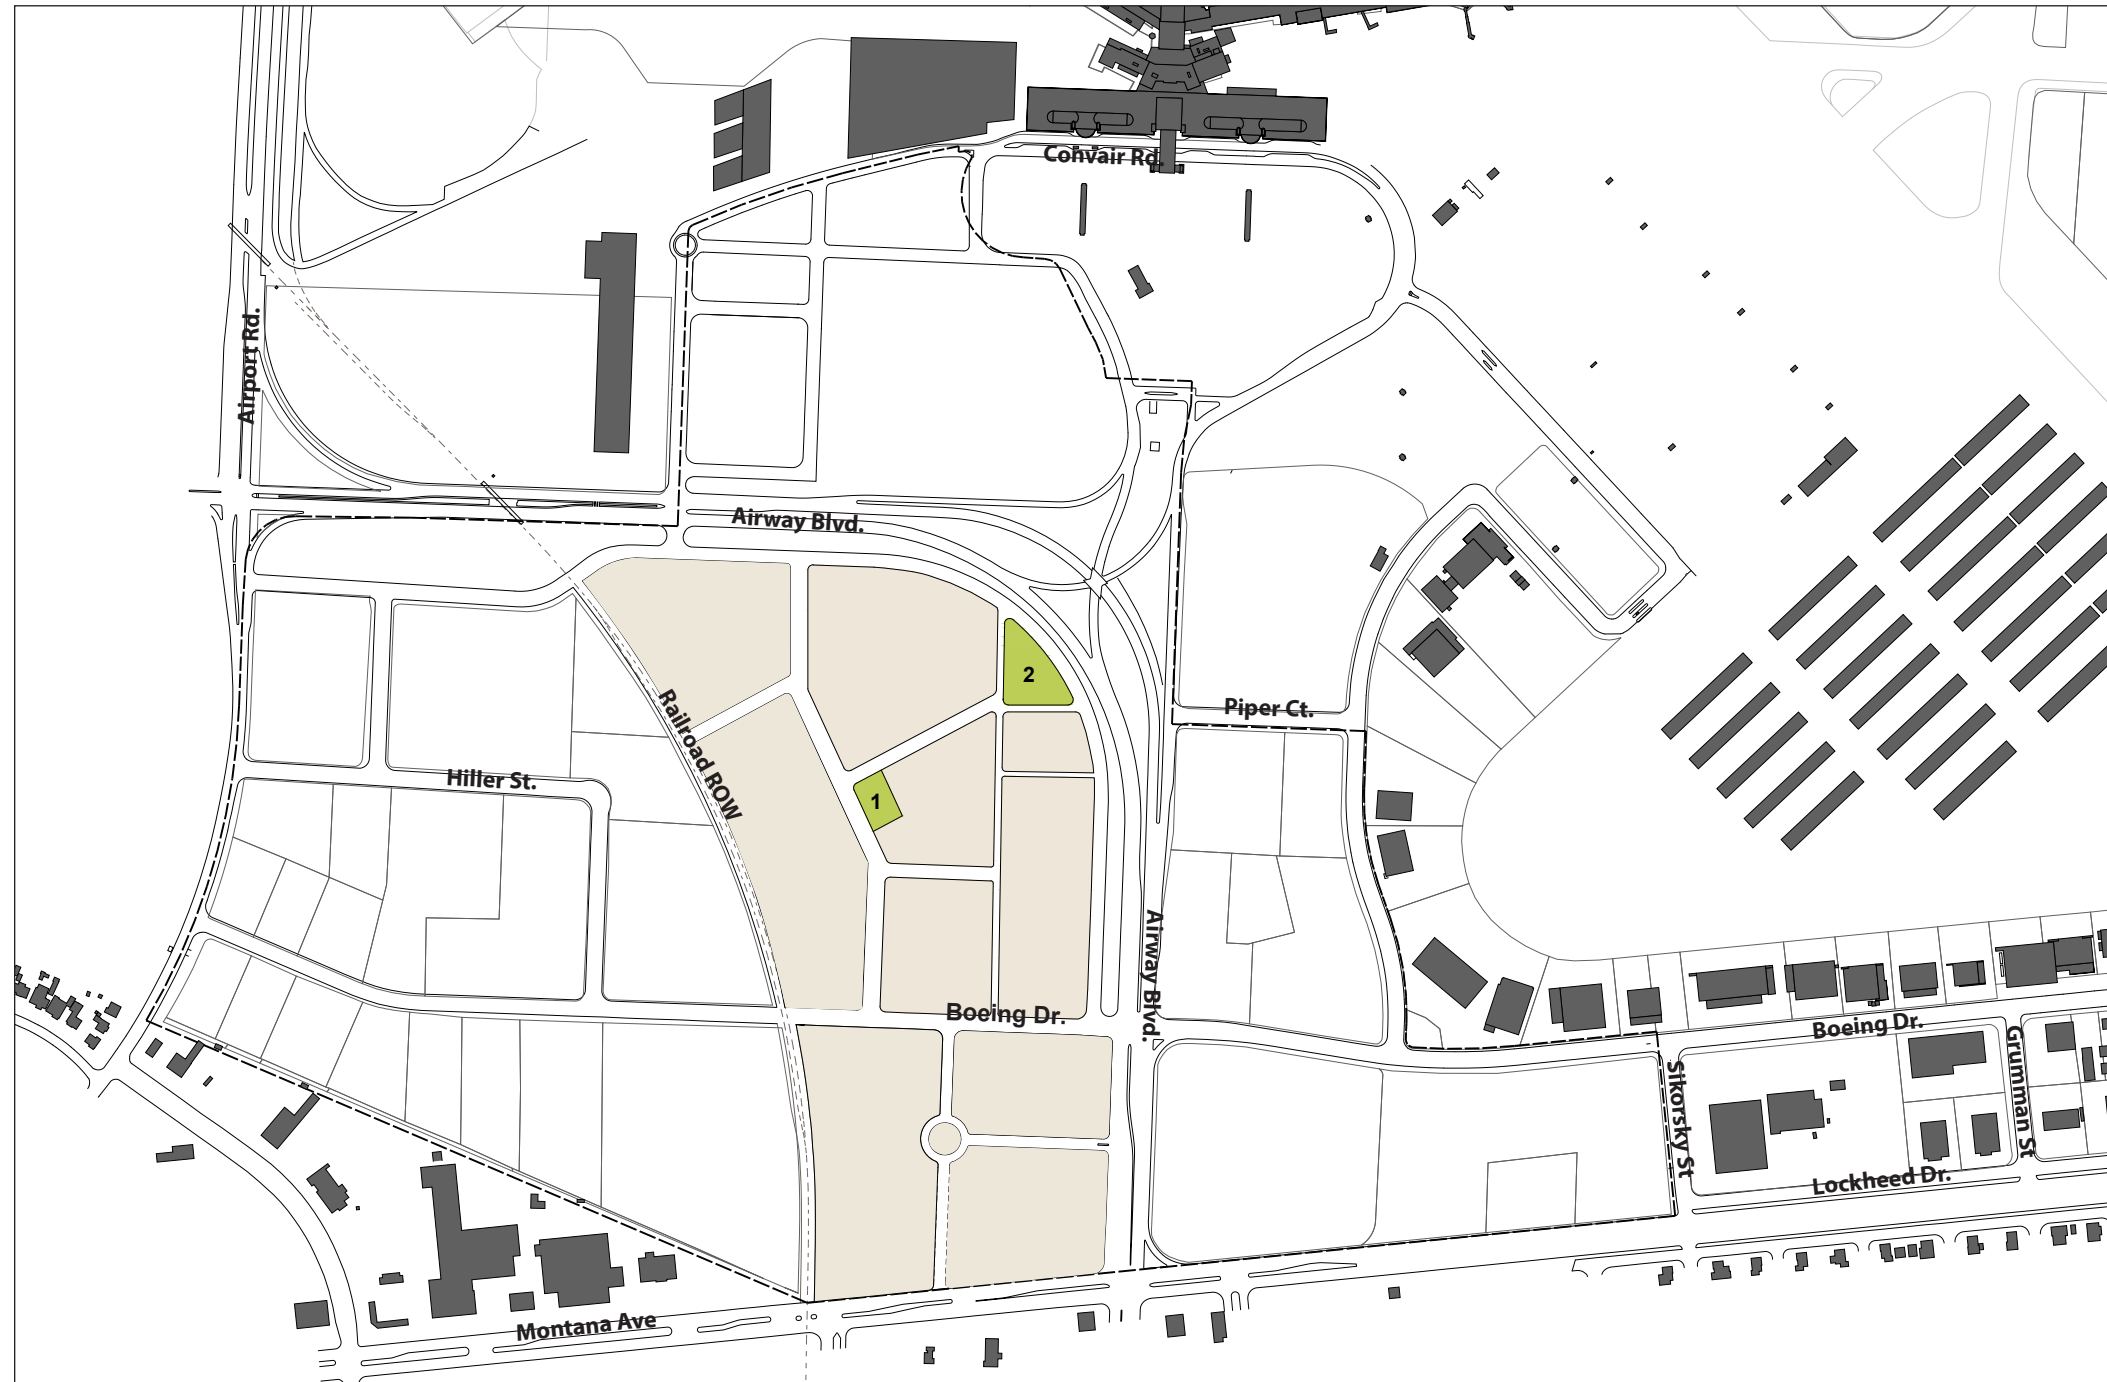 Convair Rd.
Airport Rd.
Airway Blvd.
2
Railroad ROW
Piper Ct.
Hiller St.
1
Airway Blvd.
Boeing Dr.
Boeing Dr.
Grumman St
Sikorsky St
Lockheed Dr.
Montana Ave